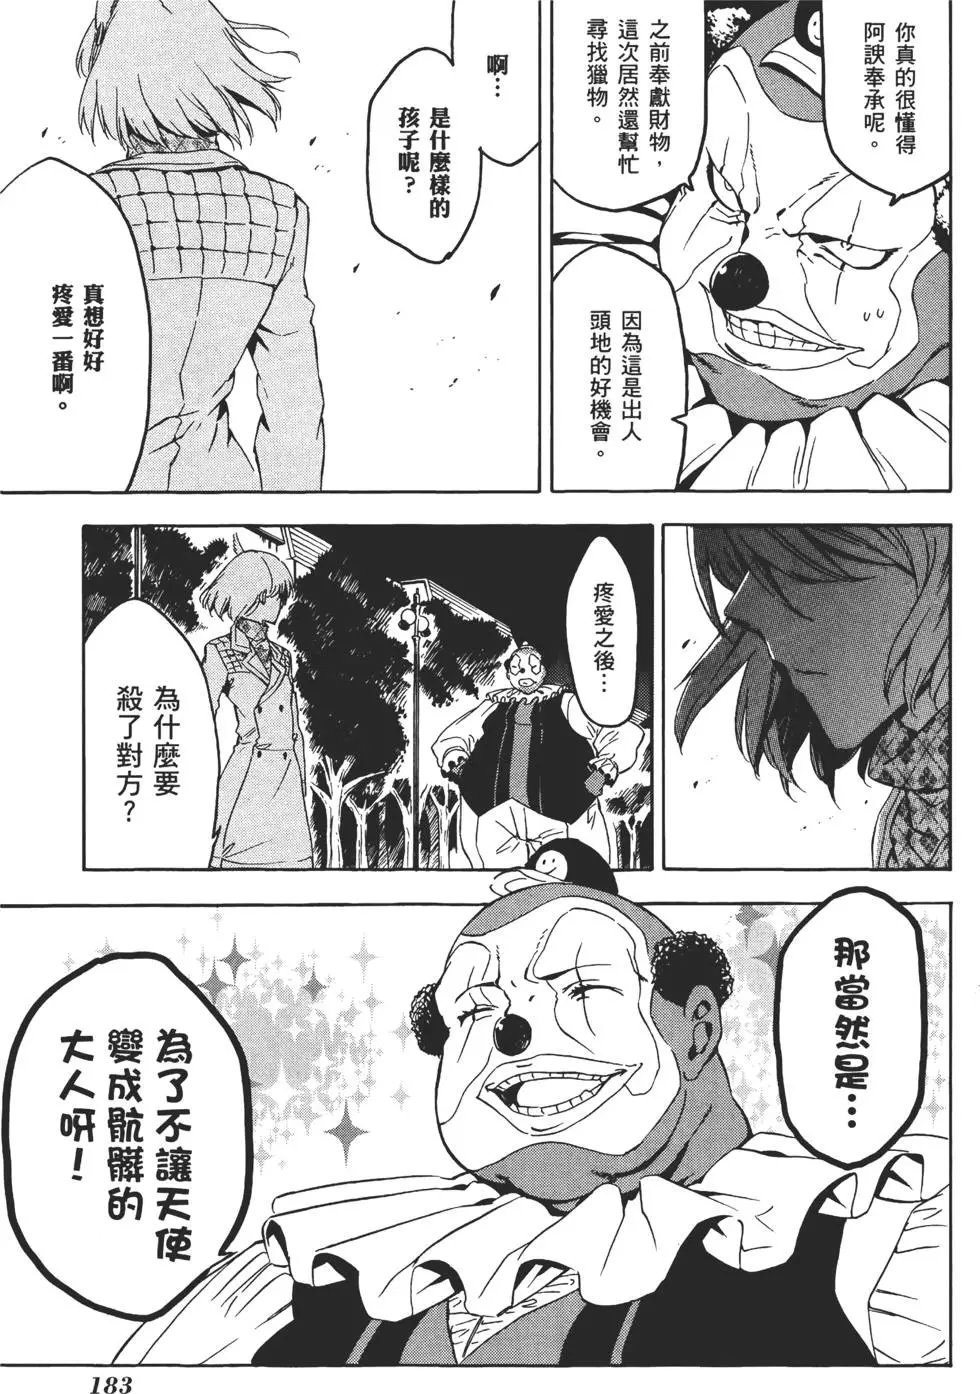 你真的很懂得
阿諛奉承呢。
之前奉獻財物，
這次居然還幫忙
尋找獵物。
因為這是出人
頭地的好機會。
啊…
是什麼樣的
孩子呢？
真想好好
疼愛一番啊。
疼愛之後…
為什麼要
殺了對方？
那當然是…
為了不讓天使
變成骯髒的
大人呀！
183